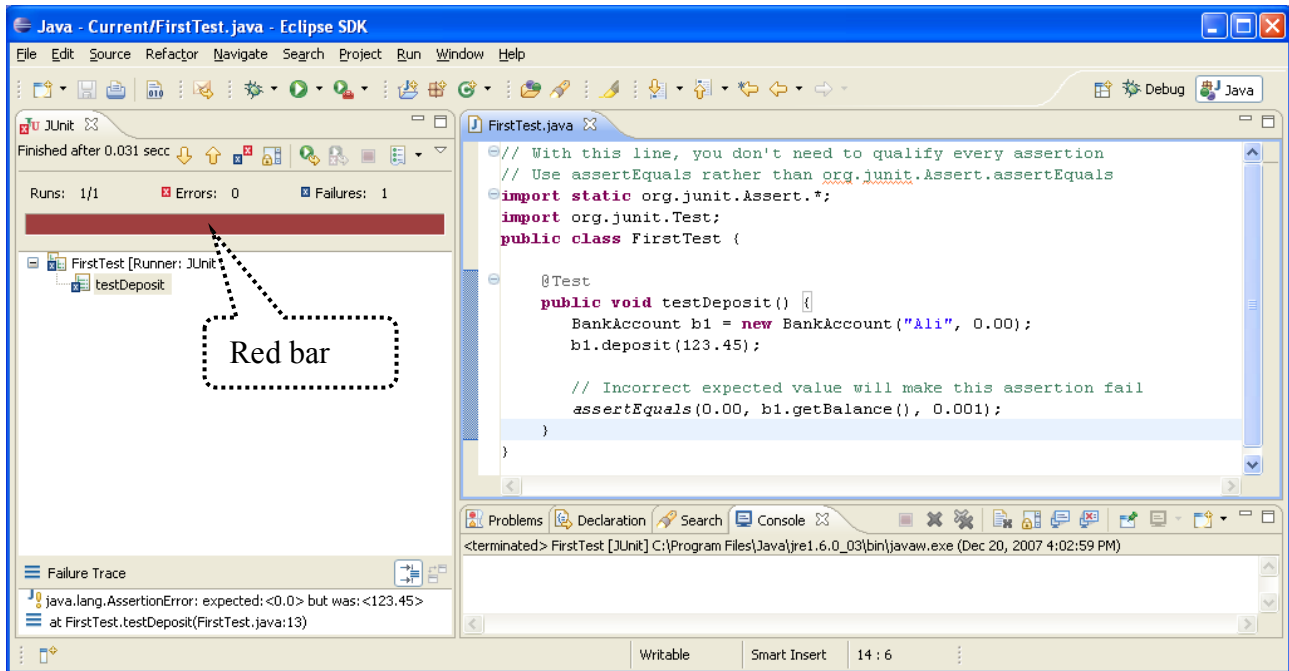 Java - Current/FirstTest.java - Eclipse SDK
File Edit Source Refactor Navigate Search Project Run Window Help
Debug Java
JUnit
Finished after 0.031 secc
Runs: 1/1 Errors: 0 Failures: 1
FirstTest [Runner: JUnit
testDeposit
Red bar
Failure Trace
java.lang.AssertionError: expected:<0.0> but was:<123.45>
at FirstTest.testDeposit(FirstTest.java:13)
FirstTest.java
// With this line, you don't need to qualify every assertion
// Use assertEquals rather than org.junit.Assert.assertEquals
import static org.junit.Assert.*;
import org.junit.Test;
public class FirstTest {
@Test
public void testDeposit() {
BankAccount b1 = new BankAccount("Ali", 0.00);
b1.deposit(123.45);
// Incorrect expected value will make this assertion fail
assertEquals(0.00, b1.getBalance(), 0.001);
}
}
Problems Declaration Search Console
<terminated> FirstTest [JUnit] C:\Program Files\Java\jre1.6.0_03\bin\javaw.exe (Dec 20, 2007 4:02:59 PM)
Writable Smart Insert 14 : 6